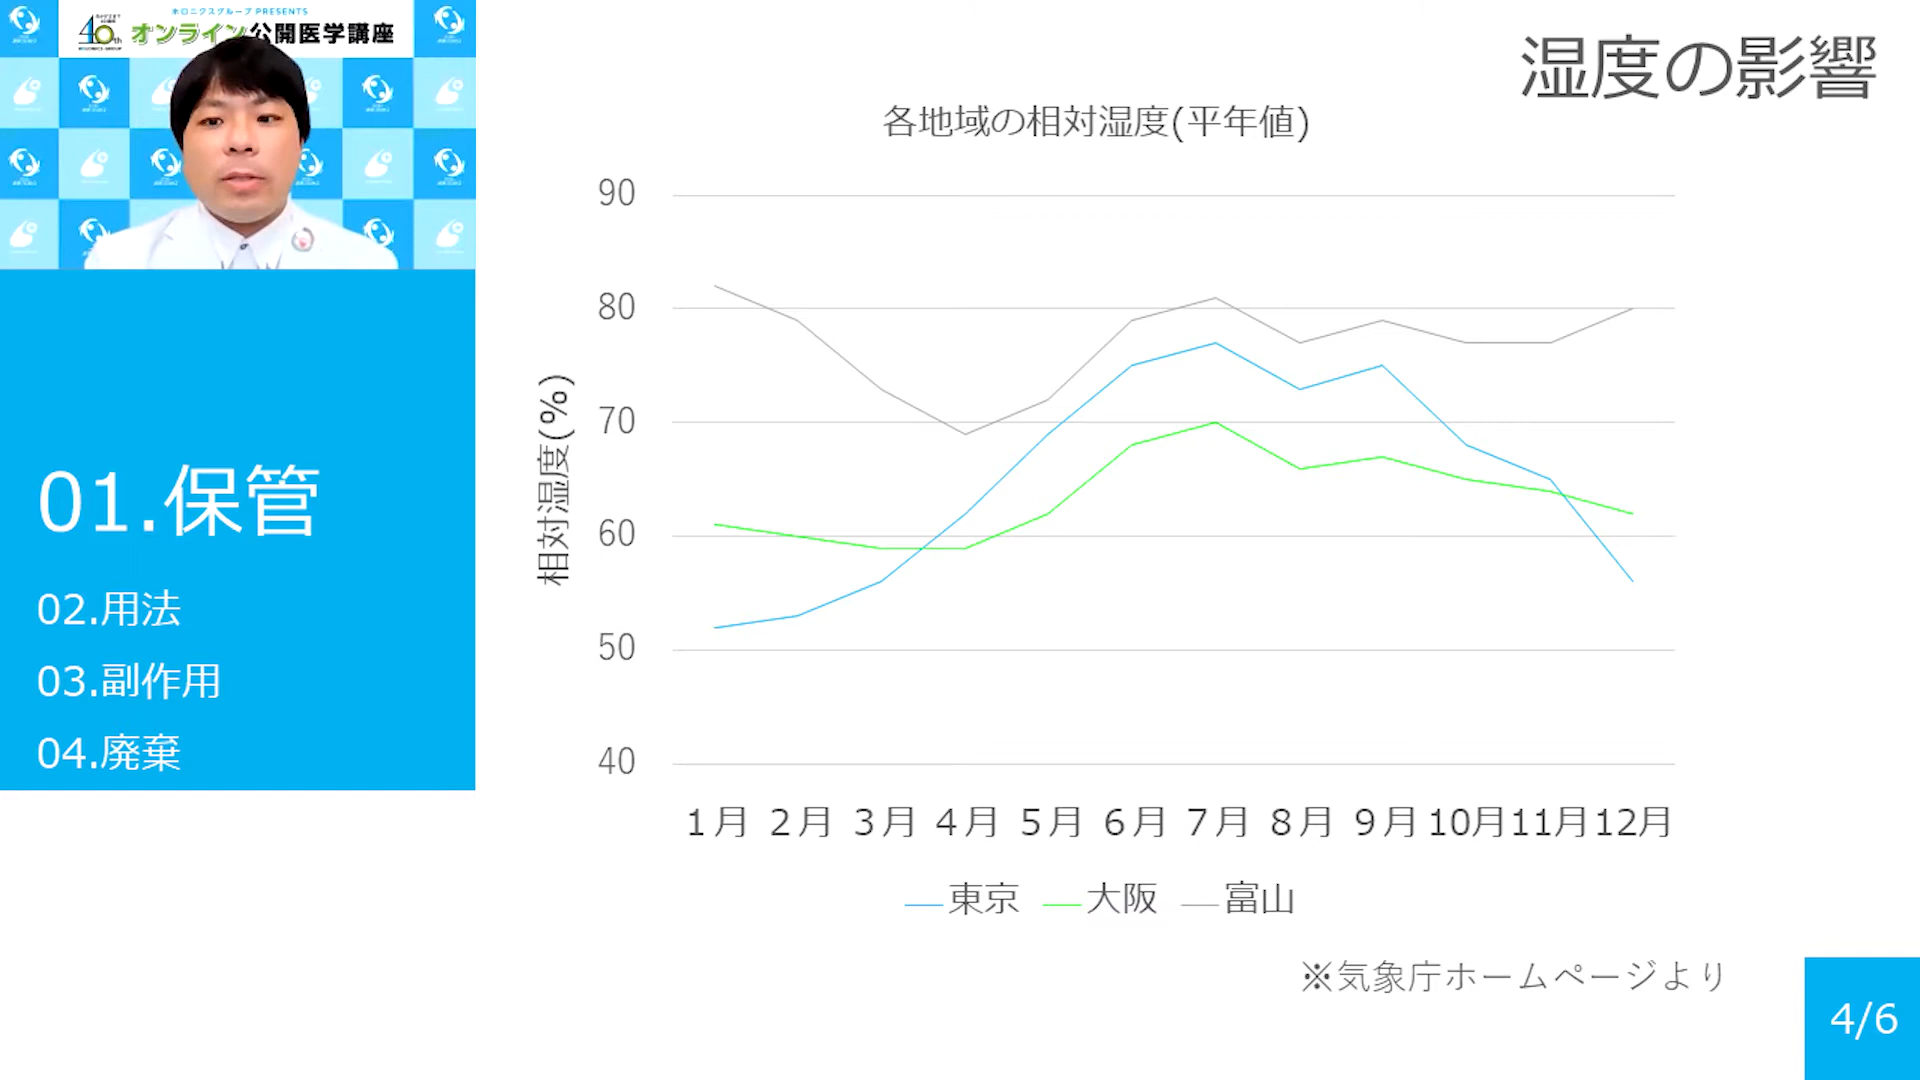 ホロニクスグループ PRESENTS
40th
HOLONICS GROUP
オンライン公開医学講座
湿度の影響
各地域の相対湿度(平年値)
相対湿度(%)
90
80
70
60
50
40
1月 2月 3月 4月 5月 6月 7月 8月 9月 10月 11月 12月
東京 大阪 富山
※気象庁ホームページより
01.保管
02.用法
03.副作用
04.廃棄
4/6